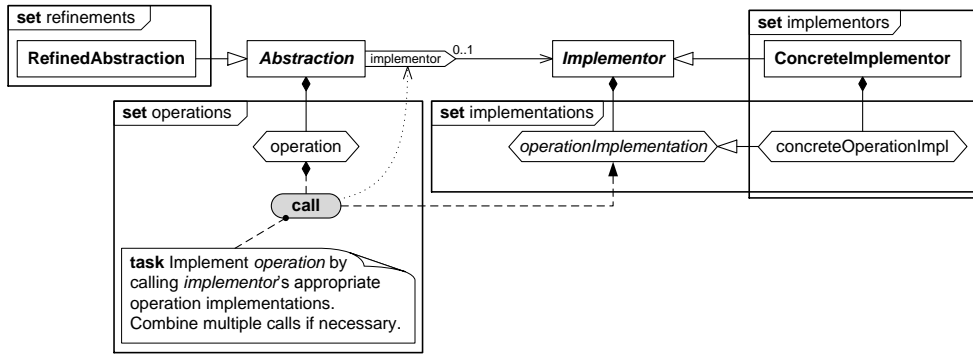 set refinements
RefinedAbstraction
Abstraction
implementor
0..1
Implementor
set implementors
ConcreteImplementor
set operations
operation
call
set implementations
operationImplementation
concreteOperationImpl
task Implement operation by
calling implementor's appropriate
operation implementations.
Combine multiple calls if necessary.